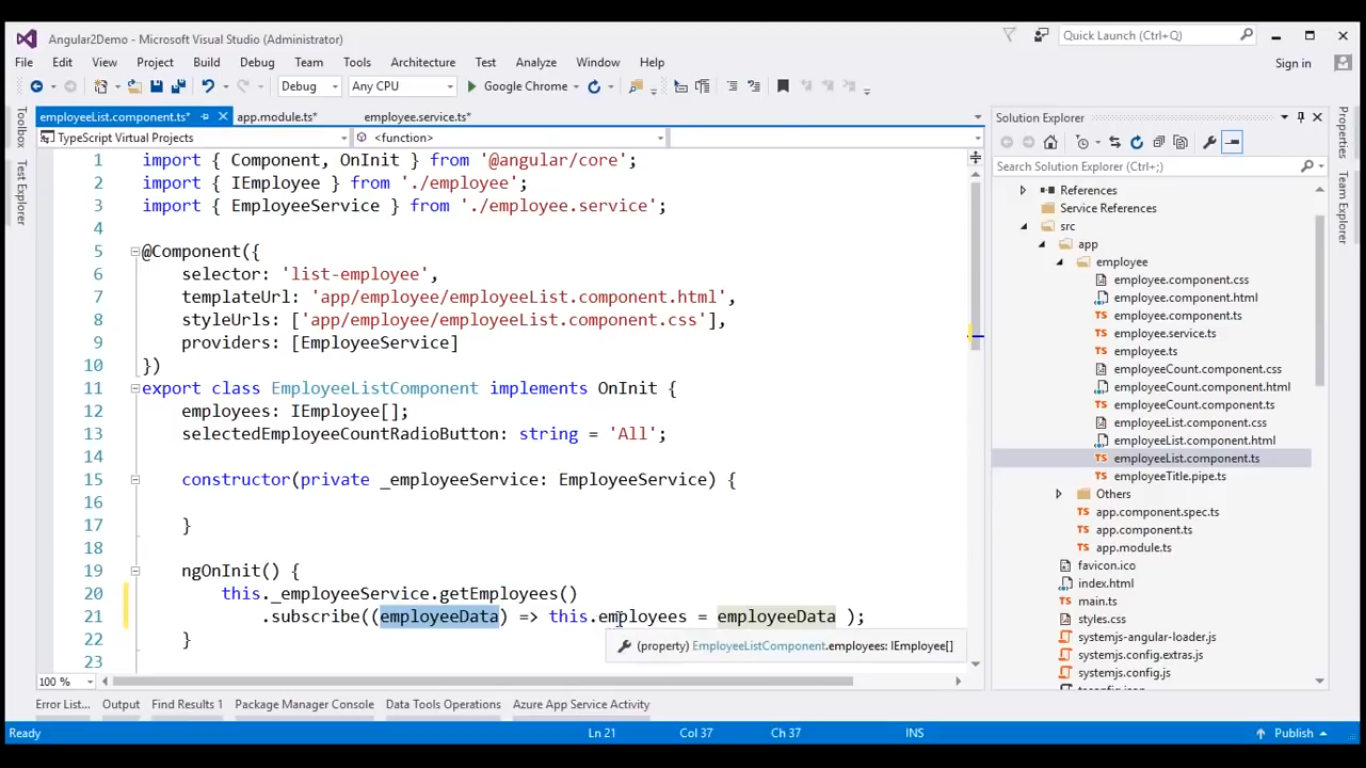 Angular2Demo - Microsoft Visual Studio (Administrator)
Quick Launch (Ctrl+Q)
File Edit View Project Build Debug Team Tools Architecture Test Analyze Window Help
Sign in
Debug Any CPU Google Chrome
employeeList.component.ts* app.module.ts* employee.service.ts*
TypeScript Virtual Projects <function>
Toolbox
Test Explorer
1 import { Component, OnInit } from '@angular/core';
2 import { IEmployee } from './employee';
3 import { EmployeeService } from './employee.service';
4
5 @Component({
6 selector: 'list-employee',
7 templateUrl: 'app/employee/employeeList.component.html',
8 styleUrls: ['app/employee/employeeList.component.css'],
9 providers: [EmployeeService]
10 })
11 export class EmployeeListComponent implements OnInit {
12 employees: IEmployee[];
13 selectedEmployeeCountRadioButton: string = 'All';
14
15 constructor(private _employeeService: EmployeeService) {
16
17 }
18
19 ngOnInit() {
20 this._employeeService.getEmployees()
21 .subscribe((employeeData) => this.employees = employeeData );
22 }
(property) EmployeeListComponent.employees: IEmployee[]
23
100 %
Solution Explorer
Search Solution Explorer (Ctrl+;)
References
Service References
src
app
employee
employee.component.css
employee.component.html
employee.component.ts
employee.service.ts
employee.ts
employeeCount.component.css
employeeCount.component.html
employeeCount.component.ts
employeeList.component.css
employeeList.component.html
employeeList.component.ts
employeeTitle.pipe.ts
Others
app.component.spec.ts
app.component.ts
app.module.ts
favicon.ico
index.html
main.ts
styles.css
systemjs-angular-loader.js
systemjs.config.extras.js
systemjs.config.js
Properties
Team Explorer
Error List... Output Find Results 1 Package Manager Console Data Tools Operations Azure App Service Activity
Ready Ln 21 Col 37 Ch 37 INS Publish